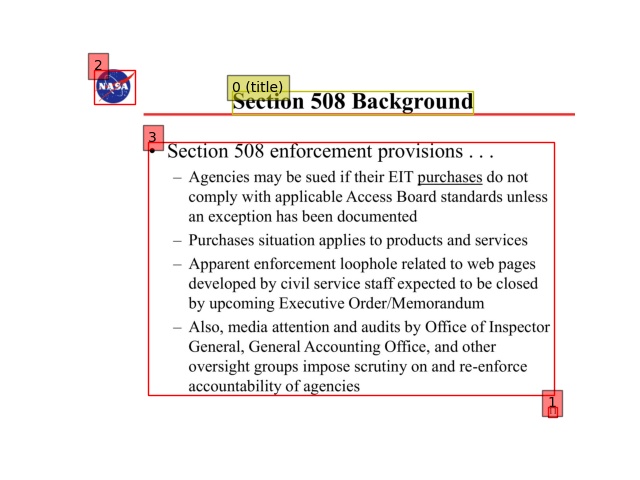 2
NASA
0 (title)
Section 508 Background
3
• Section 508 enforcement provisions . . .
– Agencies may be sued if their EIT purchases do not
comply with applicable Access Board standards unless
an exception has been documented
– Purchases situation applies to products and services
– Apparent enforcement loophole related to web pages
developed by civil service staff expected to be closed
by upcoming Executive Order/Memorandum
– Also, media attention and audits by Office of Inspector
General, General Accounting Office, and other
oversight groups impose scrutiny on and re-enforce
accountability of agencies
1